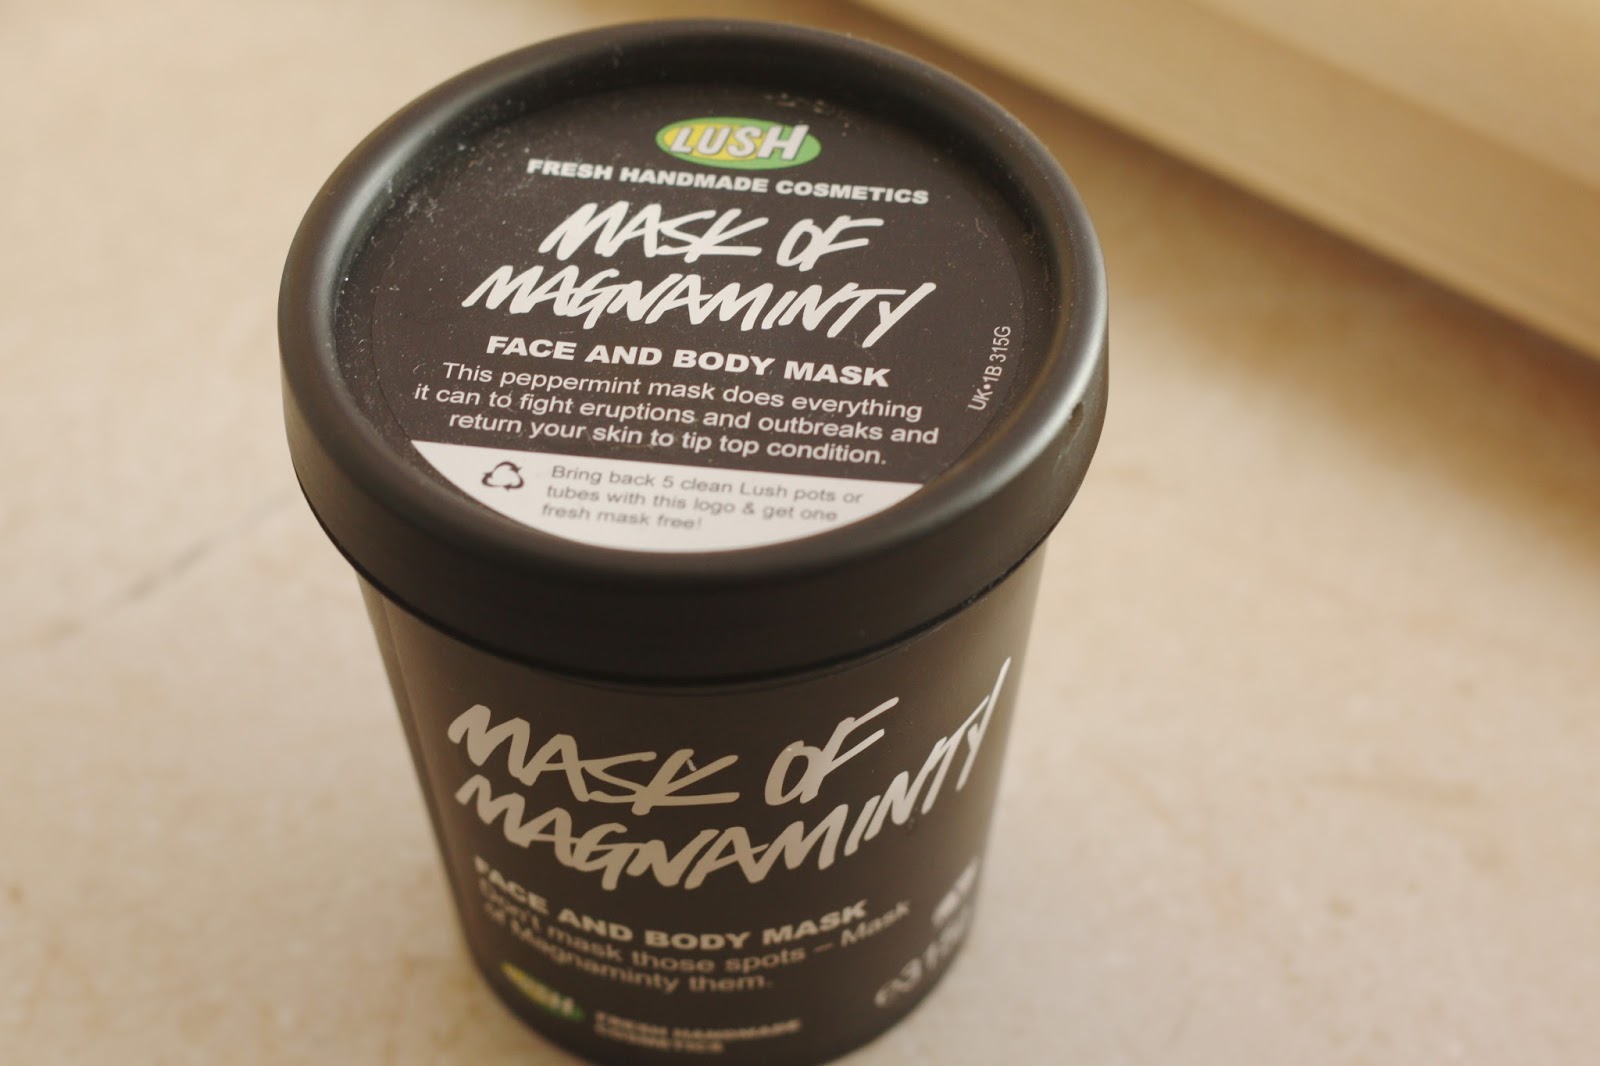 LUSH
FRESH HANDMADE COSMETICS
MASK OF
MAGNAMINTY
FACE AND BODY MASK
This peppermint mask does everything
it can to fight eruptions and outbreaks and
return your skin to tip top condition.
UK•1B 315G
Bring back 5 clean Lush pots or
tubes with this logo & get one
fresh mask free!
MASK OF
MAGNAMINTY
FACE AND BODY MASK
Don't mask those spots – Mask
of Magnaminty them.
LUSH
FRESH HANDMADE
COSMETICS